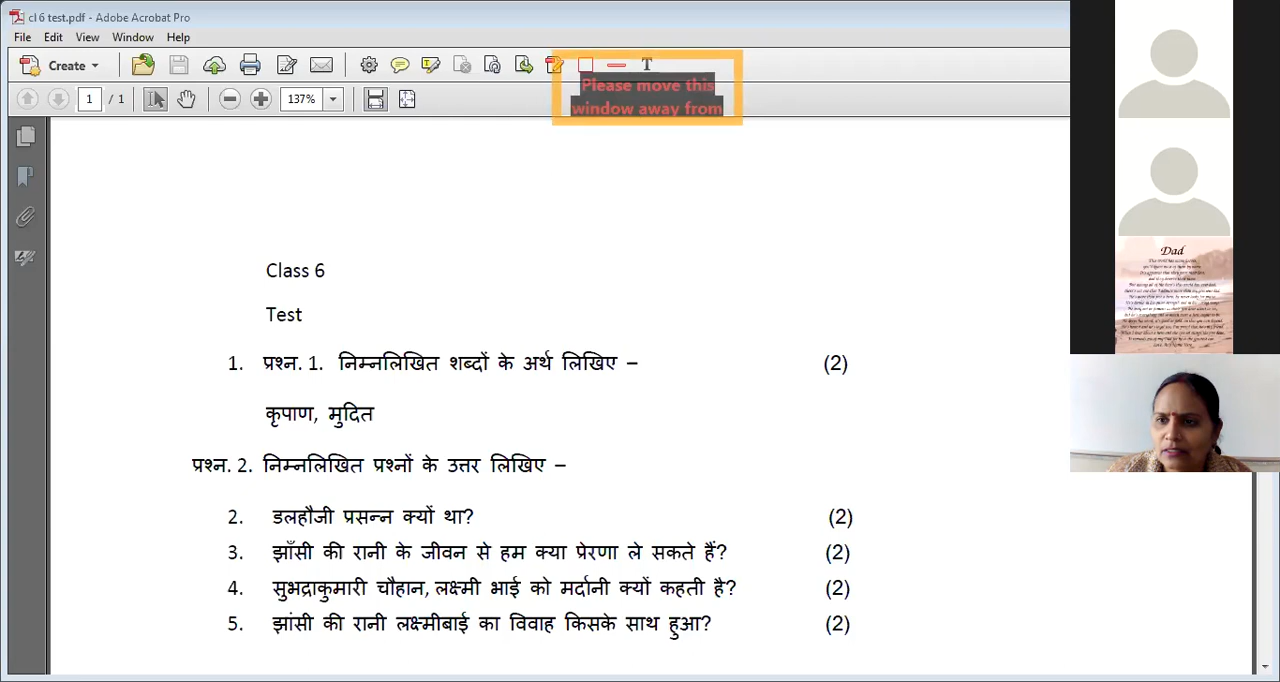 cl 6 test.pdf - Adobe Acrobat Pro
File Edit View Window Help
Create
T
1 / 1
137%
Please move this
window away from
Class 6
Test
1. प्रश्न. 1. निम्नलिखित शब्दों के अर्थ लिखिए – (2)
कृपाण, मुदित
प्रश्न. 2. निम्नलिखित प्रश्नों के उत्तर लिखिए –
2. डलहौजी प्रसन्न क्यों था? (2)
3. झाँसी की रानी के जीवन से हम क्या प्रेरणा ले सकते हैं? (2)
4. सुभद्राकुमारी चौहान, लक्ष्मी भाई को मर्दानी क्यों कहती है? (2)
5. झांसी की रानी लक्ष्मीबाई का विवाह किसके साथ हुआ? (2)
Dad